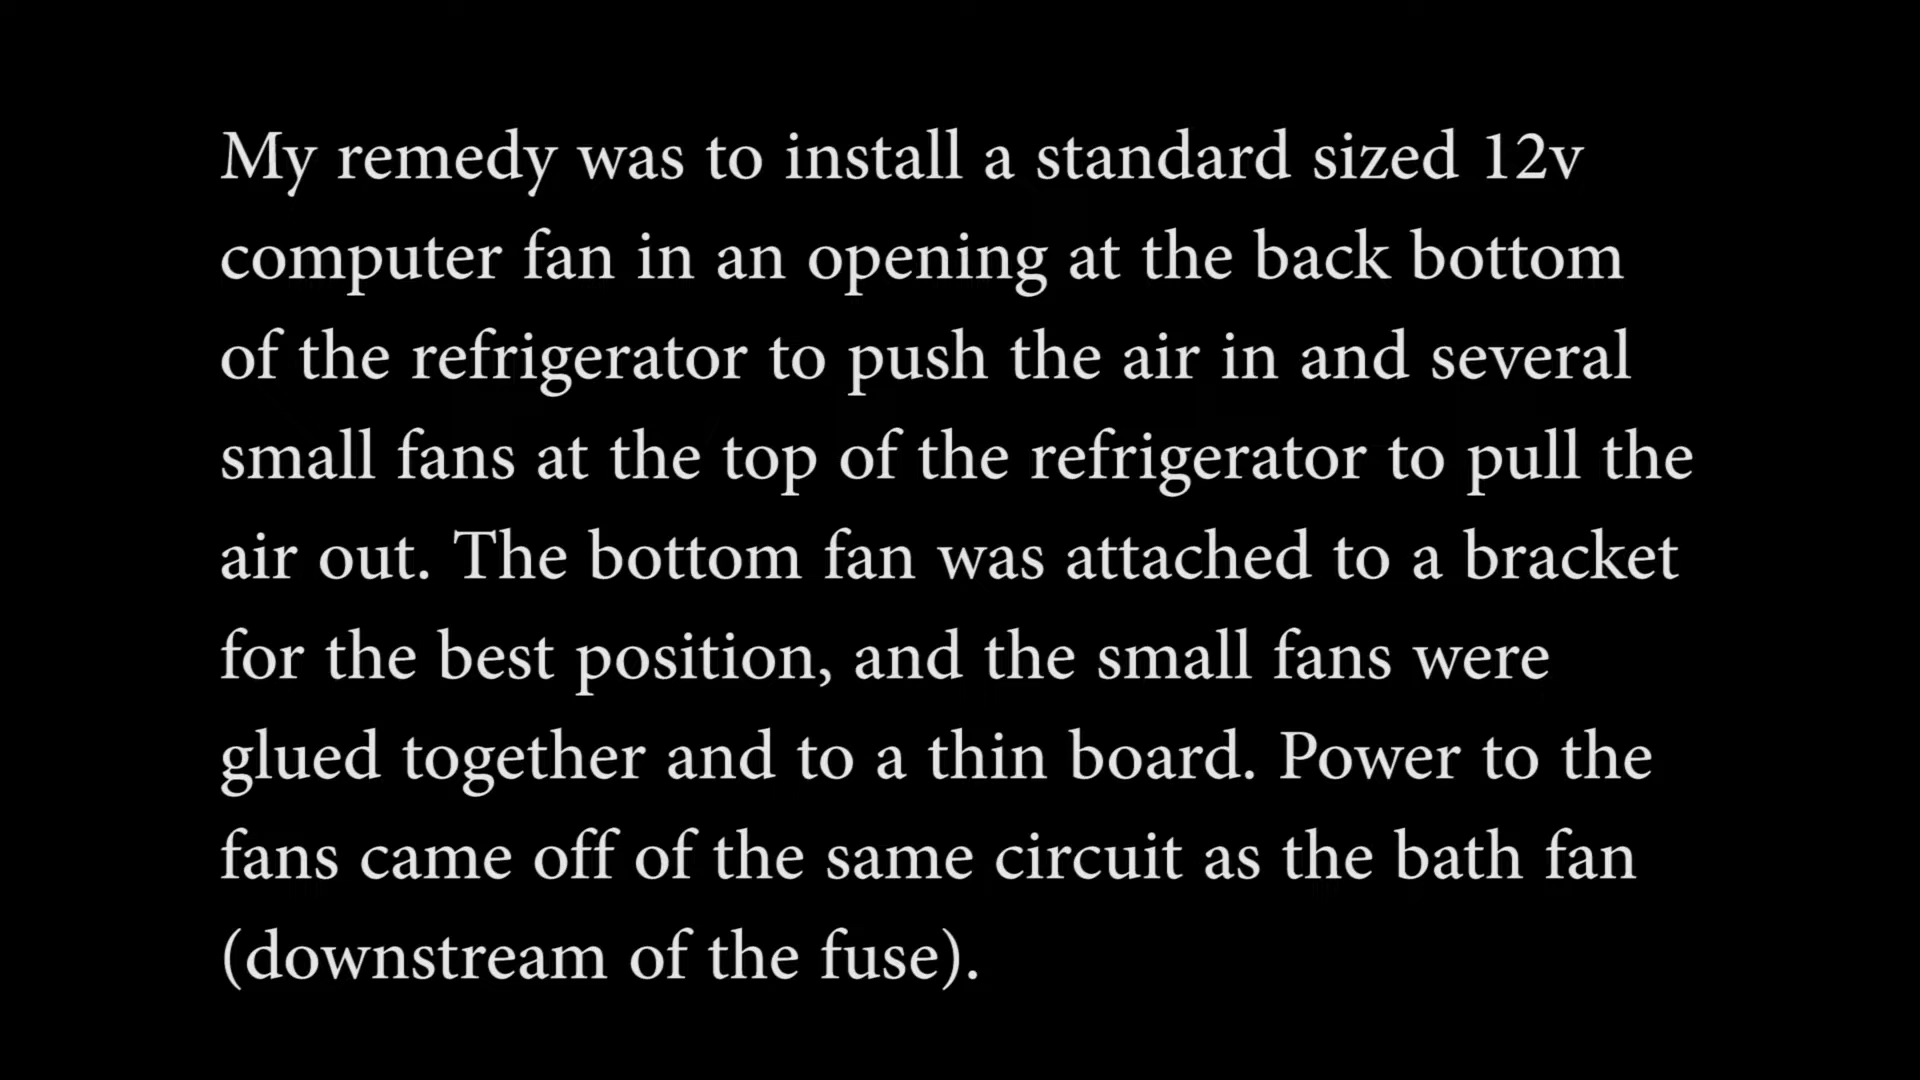 My remedy was to install a standard sized 12v
computer fan in an opening at the back bottom
of the refrigerator to push the air in and several
small fans at the top of the refrigerator to pull the
air out. The bottom fan was attached to a bracket
for the best position, and the small fans were
glued together and to a thin board. Power to the
fans came off of the same circuit as the bath fan
(downstream of the fuse).